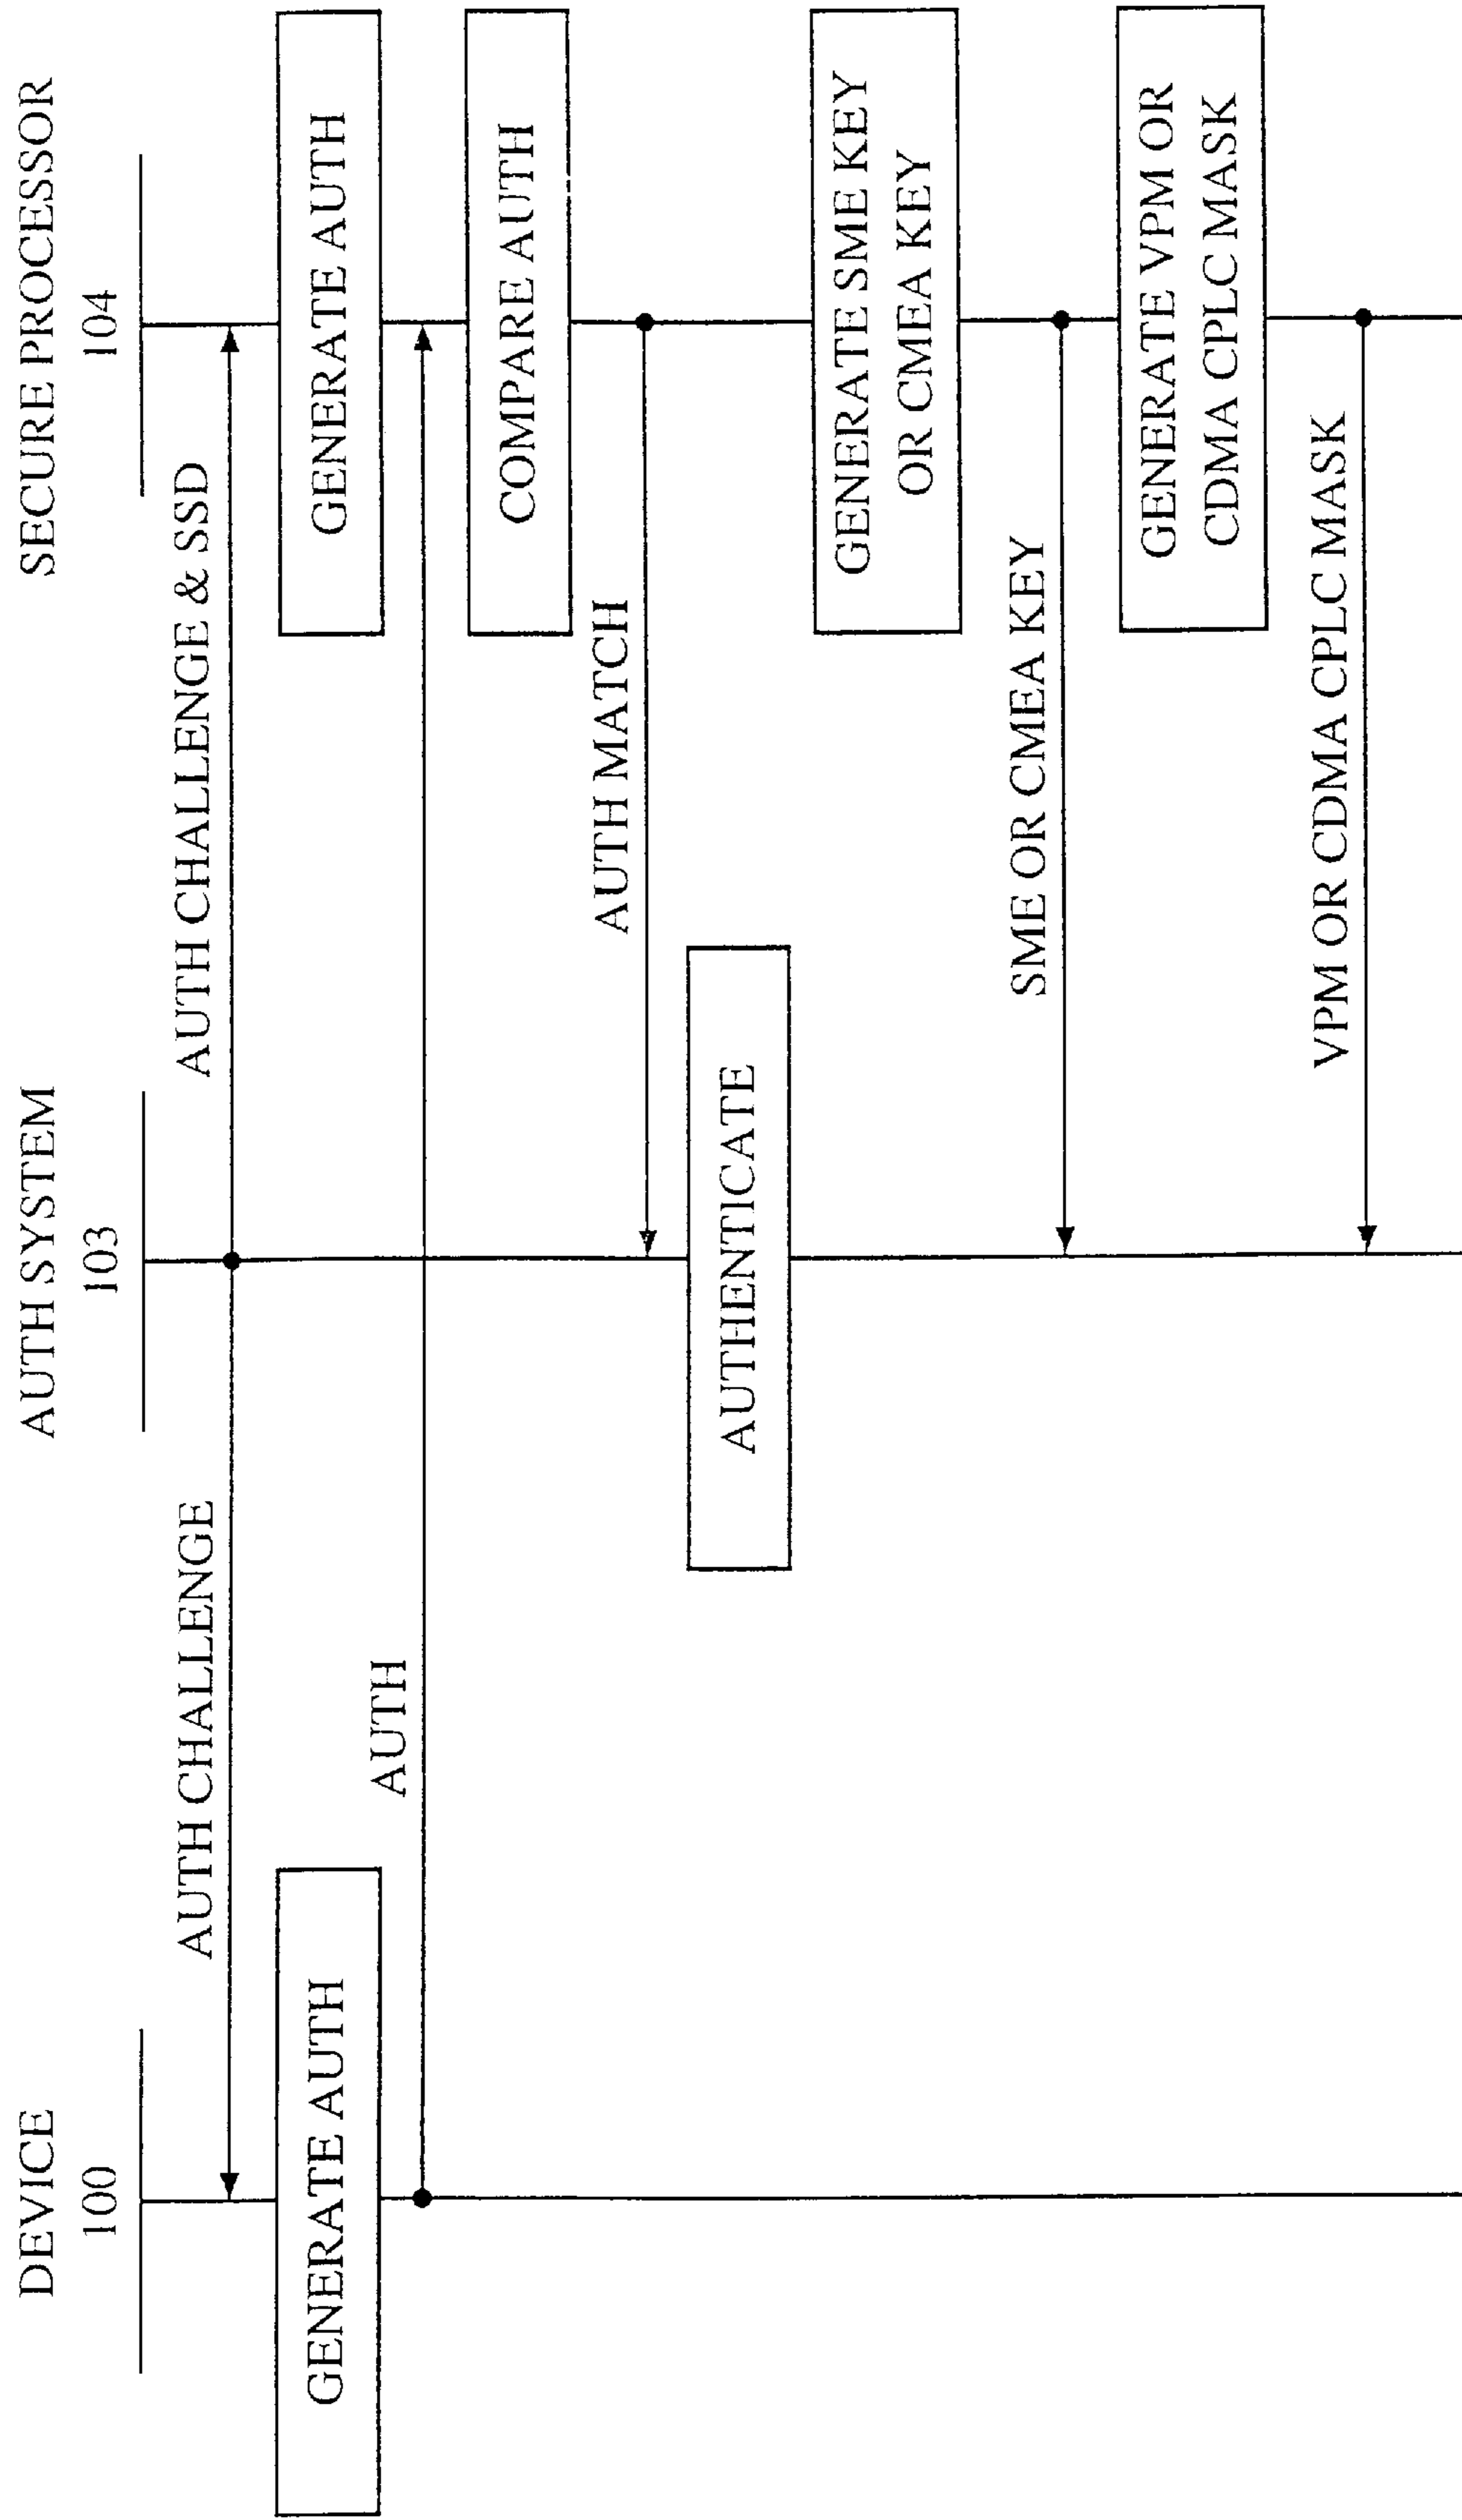 DEVICE
100
AUTH SYSTEM
103
SECURE PROCESSOR
104
AUTH CHALLENGE
AUTH CHALLENGE & SSD
GENERATE AUTH
GENERATE AUTH
AUTH
COMPARE AUTH
AUTH MATCH
AUTHENTICATE
GENERATE SME KEY
OR CMEA KEY
SME OR CMEA KEY
GENERATE VPM OR
CDMA CPLC MASK
VPM OR CDMA CPLC MASK